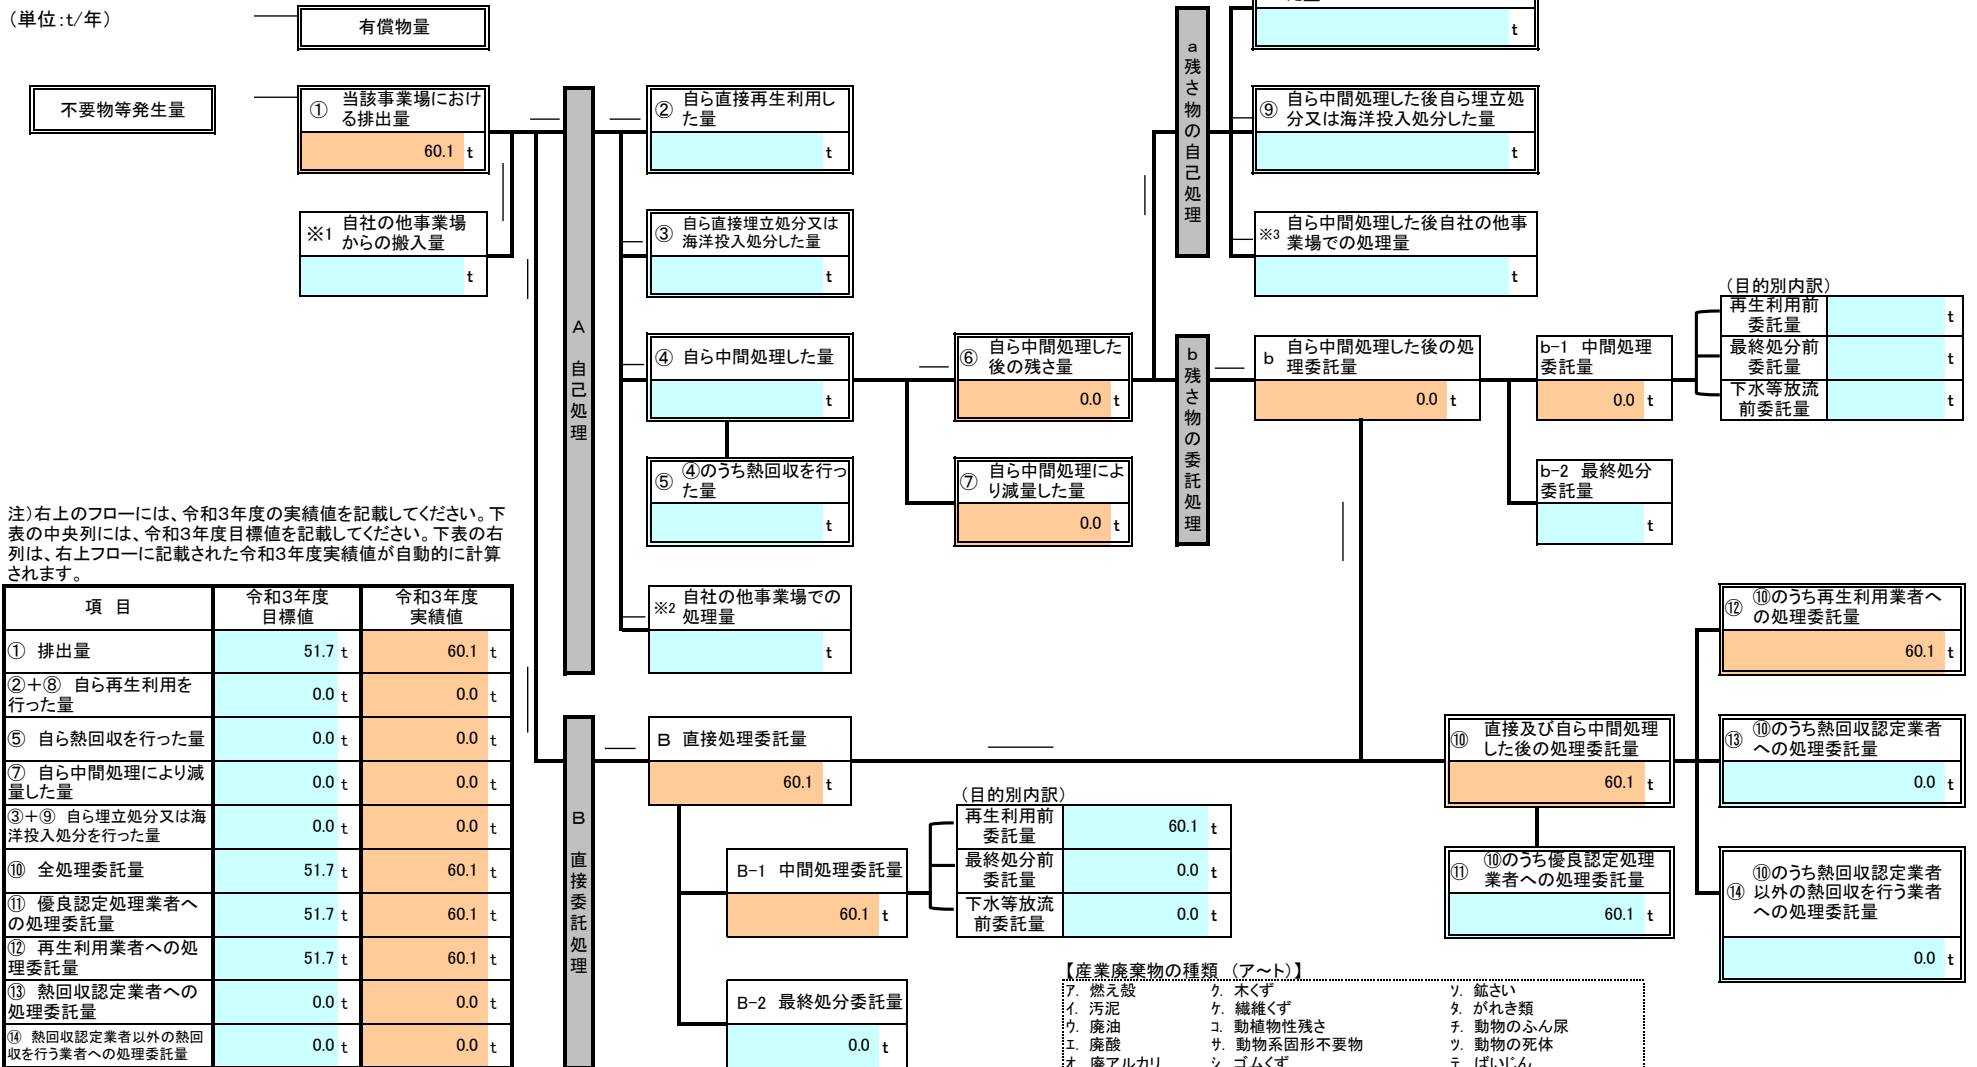 (単位:t/年)
有償物量
t
不要物等発生量
① 当該事業場におけ
る排出量
60.1 t
※1 自社の他事業場
からの搬入量
t
A 自己処理
② 自ら直接再生利用し
た量
t
③ 自ら直接埋立処分又は
海洋投入処分した量
t
④ 自ら中間処理した量
t
⑤ ④のうち熱回収を行っ
た量
t
※2 自社の他事業場での
処理量
t
⑥ 自ら中間処理した
後の残さ量
0.0 t
⑦ 自ら中間処理によ
り減量した量
0.0 t
a 残さ物の自己処理
⑨ 自ら中間処理した後自ら埋立処
分又は海洋投入処分した量
t
※3 自ら中間処理した後自社の他事
業場での処理量
t
b 残さ物の委託処理
b 自ら中間処理した後の処
理委託量
0.0 t
b-1 中間処理
委託量
0.0 t
b-2 最終処分
委託量
t
(目的別内訳)
再生利用前
委託量
t
最終処分前
委託量
t
下水等放流
前委託量
t
注)右上のフローには、令和3年度の実績値を記載してください。下
表の中央列には、令和3年度目標値を記載してください。下表の右
列は、右上フローに記載された令和3年度実績値が自動的に計算
されます。
項 目 令和3年度 目標値 令和3年度 実績値
① 排出量 51.7 t 60.1 t
②+⑧ 自ら再生利用を
行った量 0.0 t 0.0 t
⑤ 自ら熱回収を行った量 0.0 t 0.0 t
⑦ 自ら中間処理により減
量した量 0.0 t 0.0 t
③+⑨ 自ら埋立処分又は海
洋投入処分を行った量 0.0 t 0.0 t
⑩ 全処理委託量 51.7 t 60.1 t
⑪ 優良認定処理業者へ
の処理委託量 51.7 t 60.1 t
⑫ 再生利用業者への処
理委託量 51.7 t 60.1 t
⑬ 熱回収認定業者への
処理委託量 0.0 t 0.0 t
⑭ 熱回収認定業者以外の熱回
収を行う業者への処理委託量 0.0 t 0.0 t
B 直接委託処理
B 直接処理委託量
60.1 t
B-1 中間処理委託量
60.1 t
B-2 最終処分委託量
0.0 t
(目的別内訳)
再生利用前
委託量
60.1 t
最終処分前
委託量
0.0 t
下水等放流
前委託量
0.0 t
⑩ 直接及び自ら中間処理
した後の処理委託量
60.1 t
⑪ ⑩のうち優良認定処理
業者への処理委託量
60.1 t
⑫ ⑩のうち再生利用業者へ
の処理委託量
60.1 t
⑬ ⑩のうち熱回収認定業者
への処理委託量
0.0 t
⑭ ⑩のうち熱回収認定業者
以外の熱回収を行う業者
への処理委託量
0.0 t
【産業廃棄物の種類 (ア~ト)】
ア. 燃え殻 ク. 木くず ソ. 鉱さい
イ. 汚泥 ケ. 繊維くず タ. がれき類
ウ. 廃油 コ. 動植物性残さ チ. 動物のふん尿
エ. 廃酸 サ. 動物系固形不要物 ツ. 動物の死体
オ. 廃アルカリ シ. ゴムくず テ. ばいじん